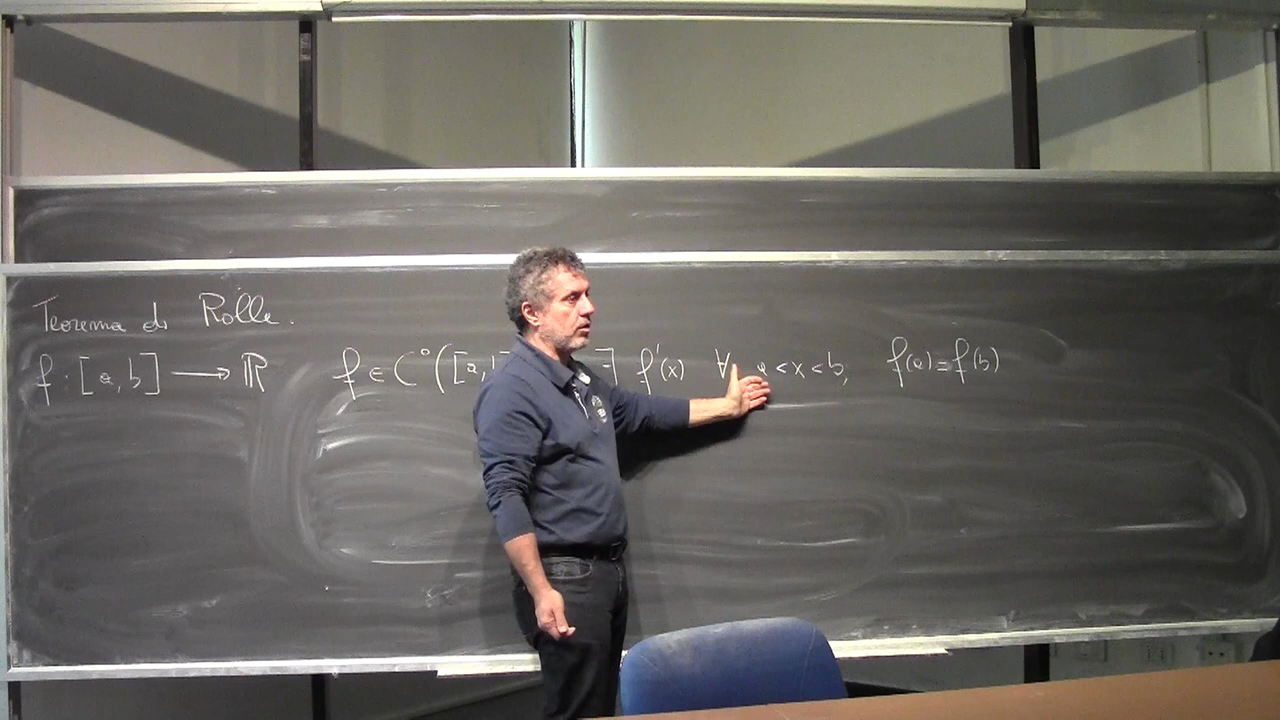 Teorema di Rolle.
f : [a, b] ⟶ ℝ f ∈ C°([a, b ∃ f'(x) ∀ a < x < b, f(a) = f(b)